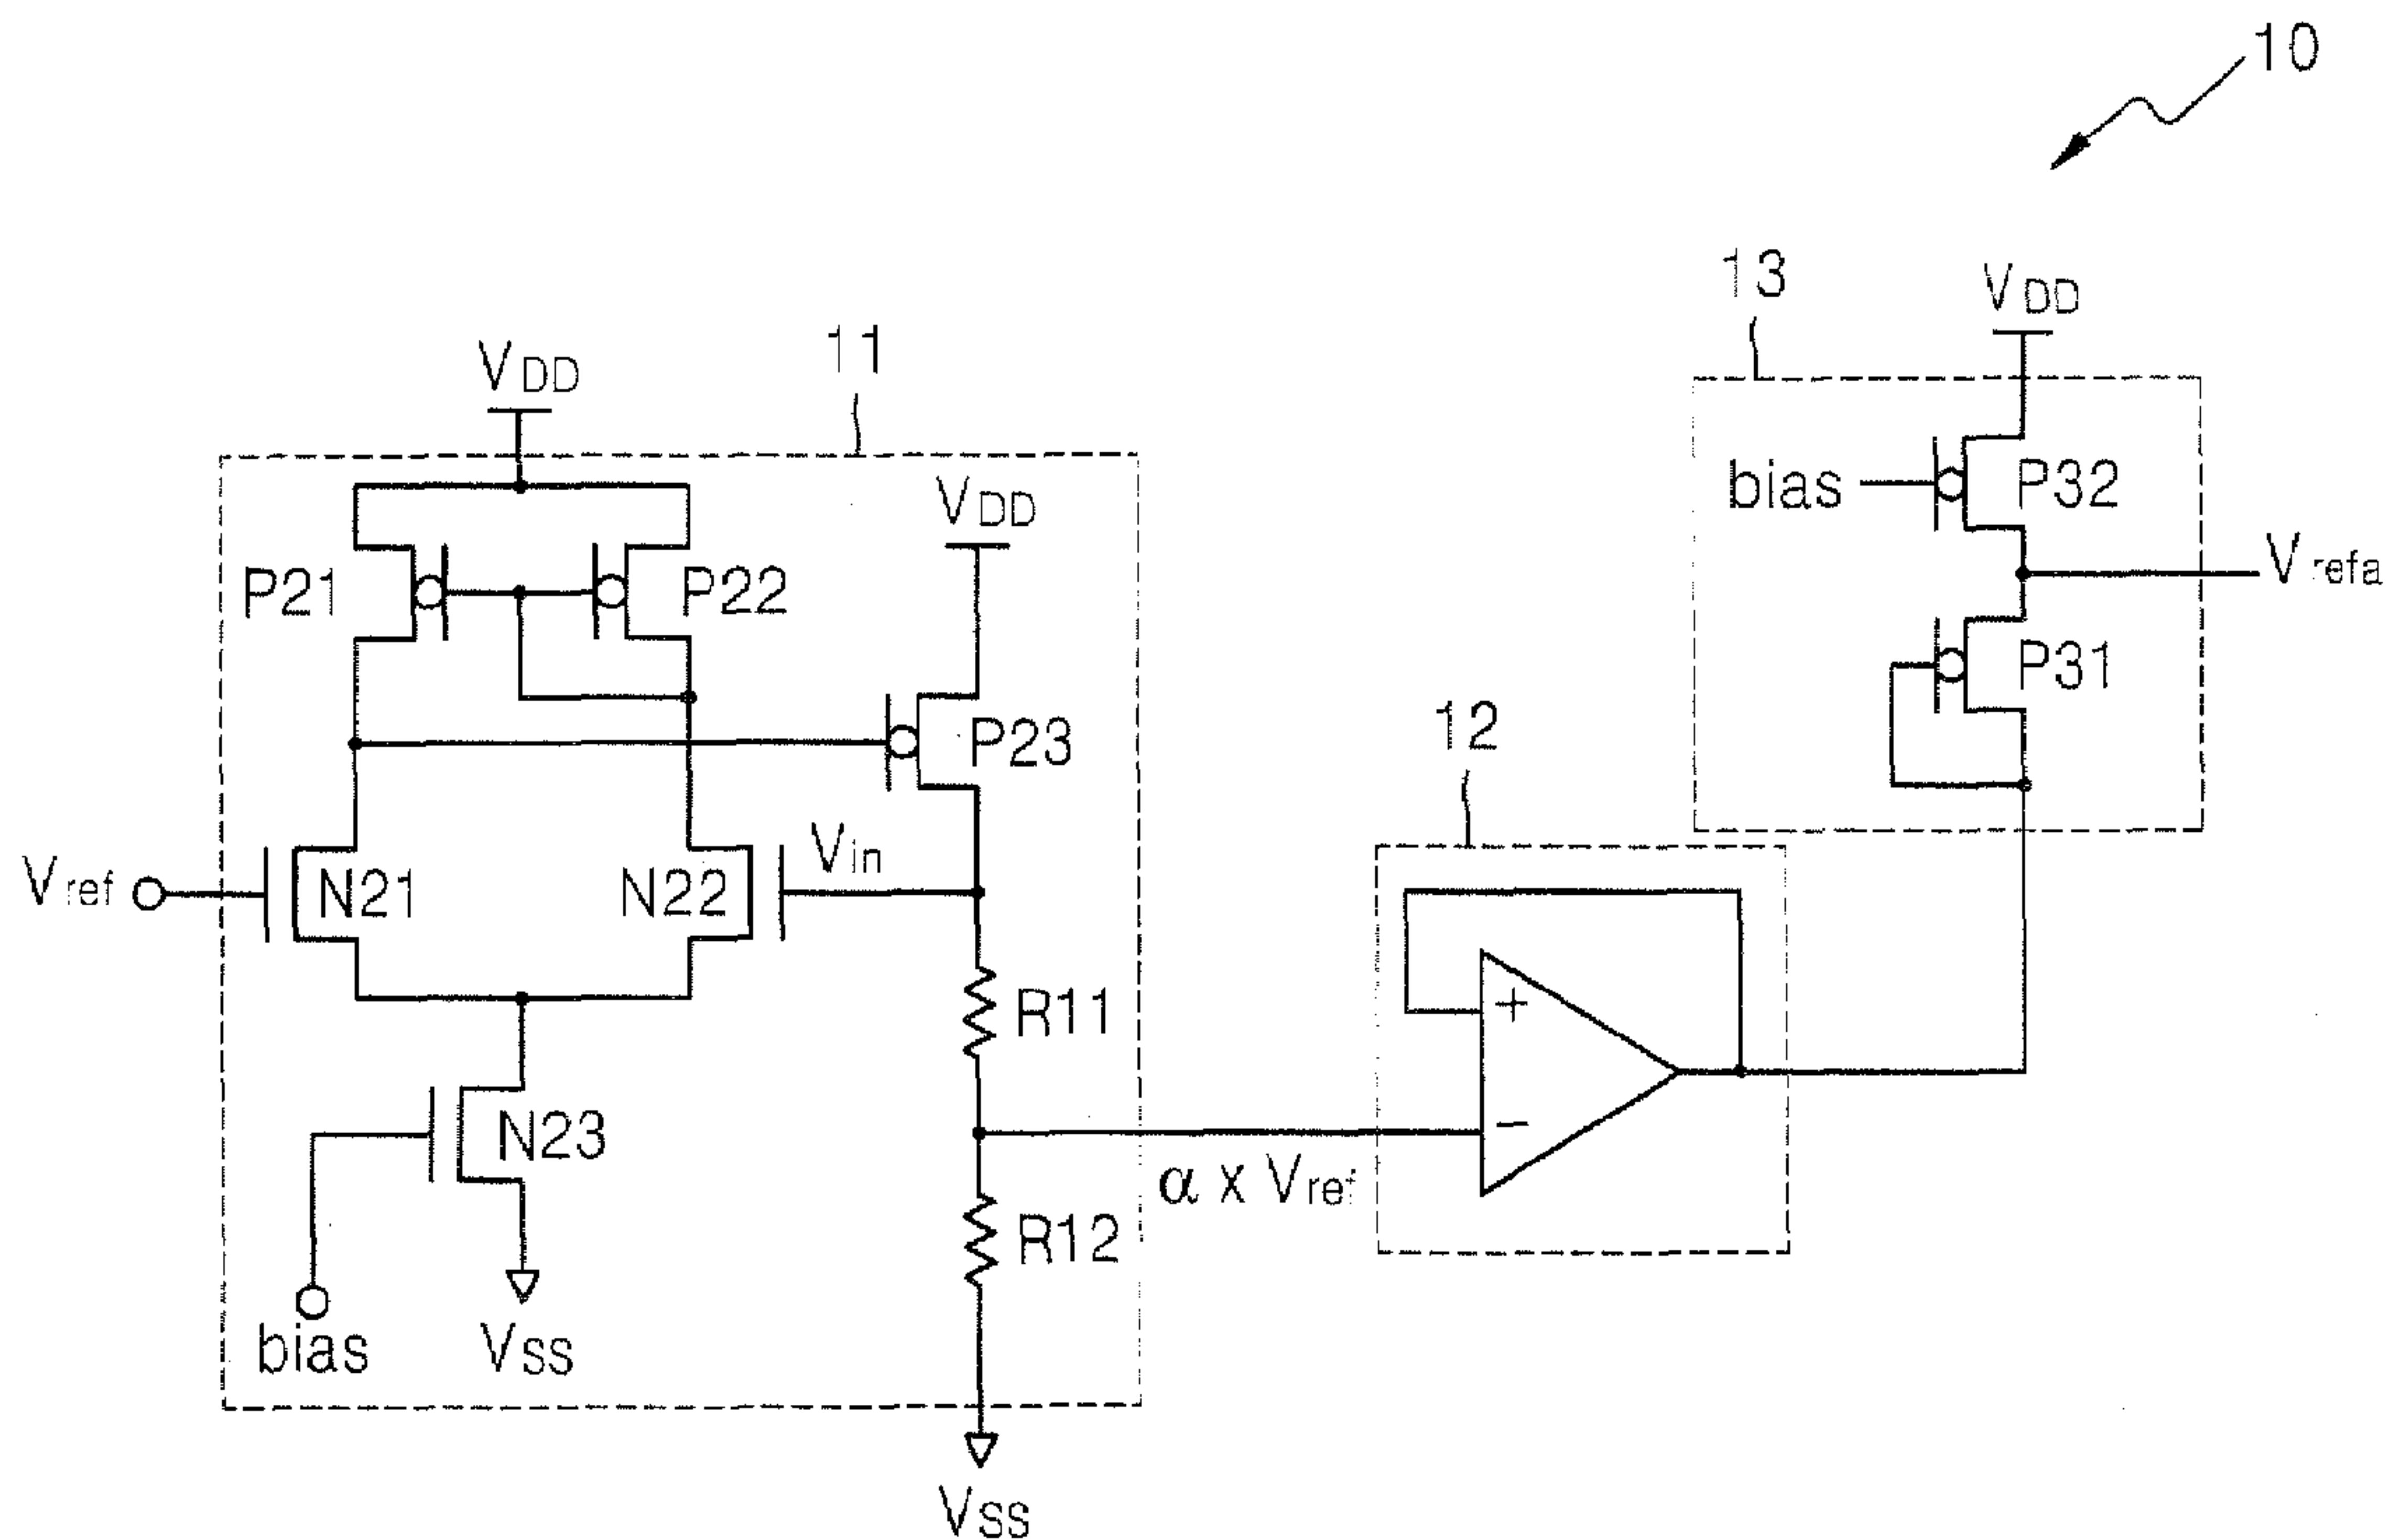 10
13
VDD
11
VDD
bias
P32
VDD
Vrefa
P21
P22
P31
12
P23
Vin
Vref
N21
N22
+
R11
N23
−
α x Vref
R12
bias
VSS
VSS